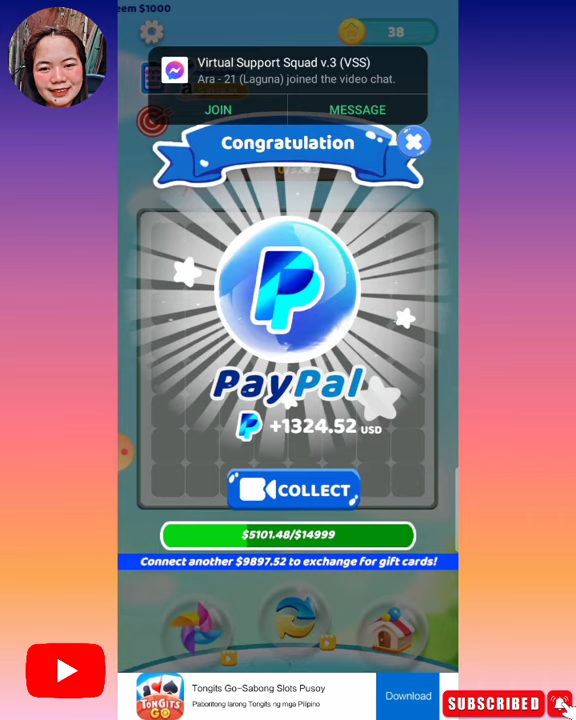 eem $1000
38
Virtual Support Squad v.3 (VSS)
Ara - 21 (Laguna) joined the video chat.
JOIN
MESSAGE
Congratulation
PayPal
+1324.52 USD
COLLECT
$5101.48/$14999
Connect another $9897.52 to exchange for gift cards!
TONGITS GO
Tongits Go-Sabong Slots Pusoy
Paboritong larong Tongits ng mga Pilipino
Download
SUBSCRIBED